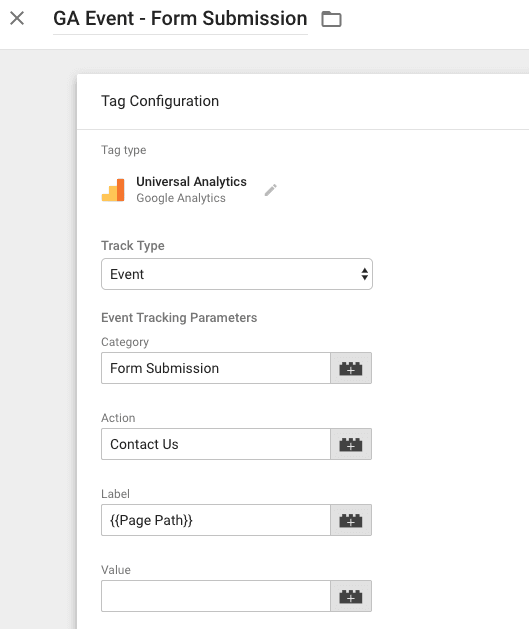 GA Event - Form Submission
Tag Configuration
Tag type
Universal Analytics
Google Analytics
Track Type
Event
Event Tracking Parameters
Category
Form Submission
Action
Contact Us
Label
{{Page Path}}
Value